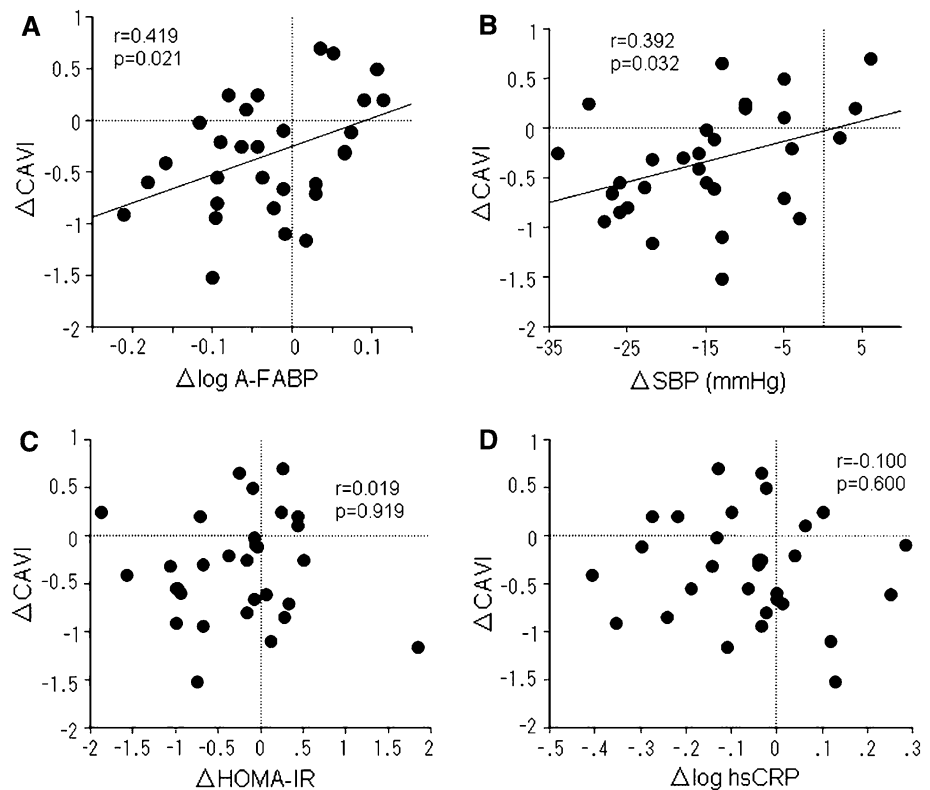 A
r=0.419
p=0.021
1
0.5
0
-0.5
-1
-1.5
-2
ΔCAVI
-0.2 -0.1 0 0.1
Δlog A-FABP
B
r=0.392
p=0.032
1
0.5
0
-0.5
-1
-1.5
-2
ΔCAVI
-35 -25 -15 -5 5
ΔSBP (mmHg)
C
r=0.019
p=0.919
1
0.5
0
-0.5
-1
-1.5
-2
ΔCAVI
-2 -1.5 -1 -0.5 0 .5 1 1.5 2
ΔHOMA-IR
D
r=-0.100
p=0.600
1
0.5
0
-0.5
-1
-1.5
-2
ΔCAVI
-.5 -.4 -.3 -.2 -.1 0 .1 .2 .3
Δlog hsCRP